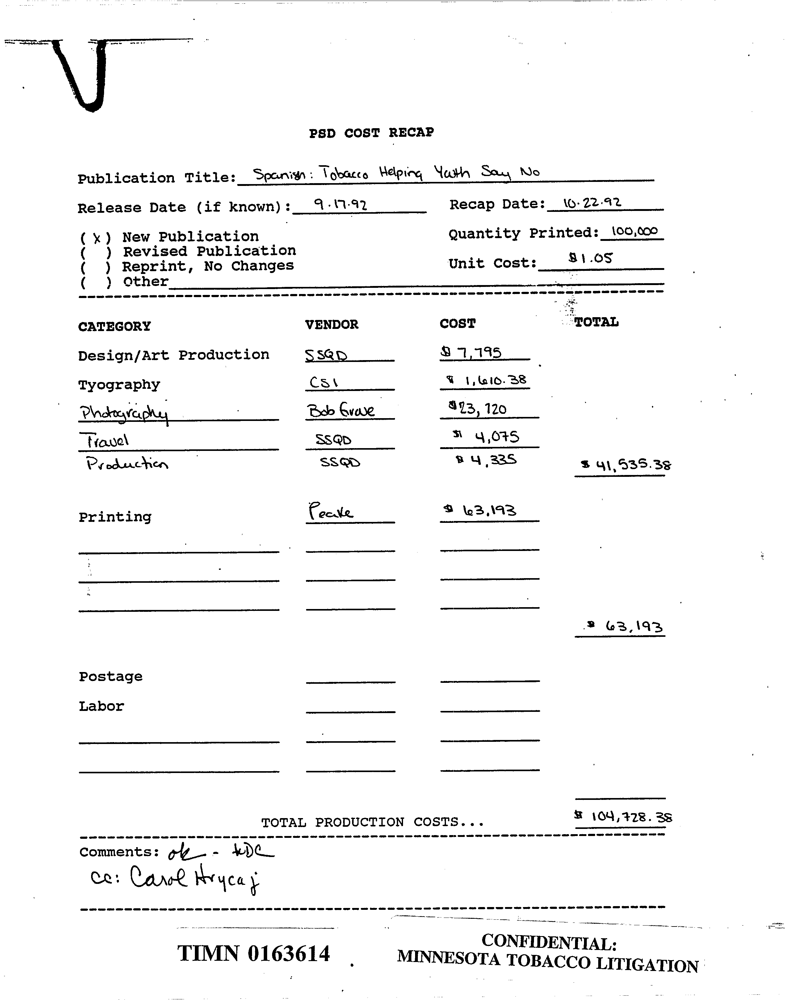 PSD COST RECAP
Publication Title: Spanish: Tobacco Helping Youth Say No
Release Date (if known): 9.17.92 Recap Date: 10.22.92
(X) New Publication Quantity Printed: 100,000
( ) Revised Publication
( ) Reprint, No Changes Unit Cost: $1.05
( ) Other
CATEGORY VENDOR COST TOTAL
Design/Art Production SSQD $7,795
Tyography CSI $1,610.38
Photography Bob Grove $23,720
Travel SSQD $4,075
Production SSQD $4,335 $41,535.38
Printing Peake $63,193
$63,193
Postage
Labor
TOTAL PRODUCTION COSTS... $104,728.38
Comments: ok - KDC
cc: Carol Hrycaj
TIMN 0163614
CONFIDENTIAL:
MINNESOTA TOBACCO LITIGATION